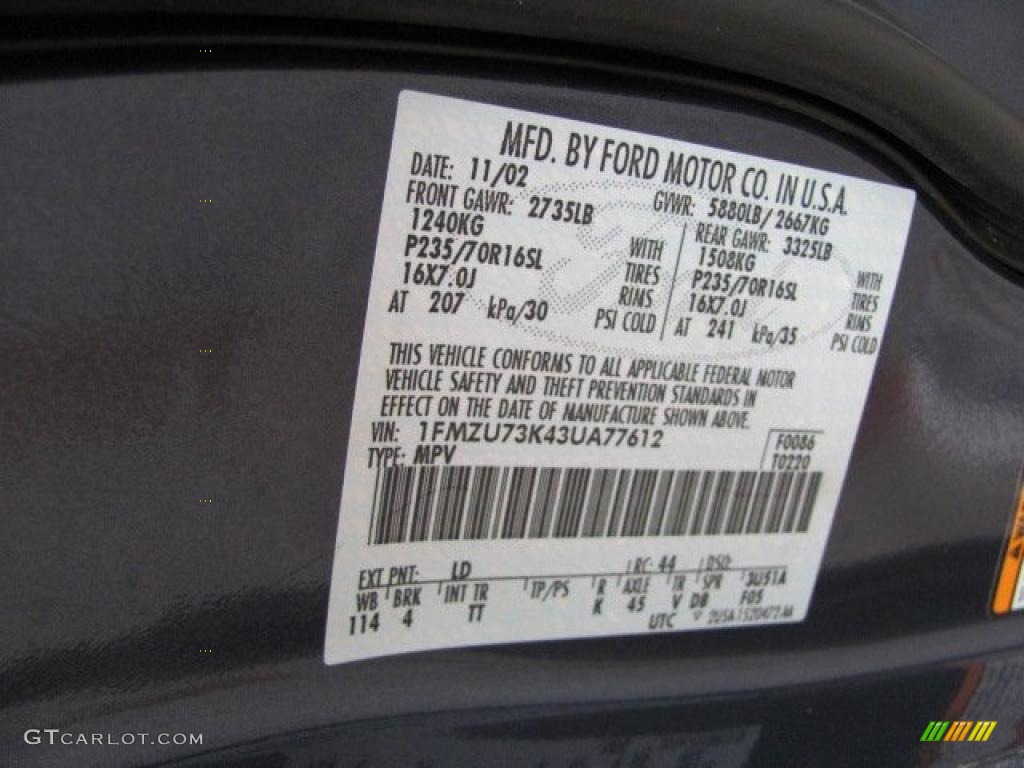 MFD. BY FORD MOTOR CO. IN U.S.A.
DATE: 11/02 GVWR: 5880LB/ 2667KG
FRONT GAWR: 2735LB REAR GAWR: 3325LB
1240KG WITH 1508KG WITH
P235/70R16SL TIRES P235/70R16SL TIRES
16X7.0J RIMS 16X7.0J RIMS
AT 207 kPa/30 PSI COLD AT 241 kPa/35 PSI COLD
THIS VEHICLE CONFORMS TO ALL APPLICABLE FEDERAL MOTOR
VEHICLE SAFETY AND THEFT PREVENTION STANDARDS IN
EFFECT ON THE DATE OF MANUFACTURE SHOWN ABOVE.
VIN: 1FMZU73K43UA77612 F0086
TYPE: MPV T0220
EXT PNT: LD RC: 44 DSO:
WB BRK INT TR TP/PS R AXLE TR SPR 3U51A
114 4 TT K 45 V D8 F05
UTC
GTCARLOT.COM